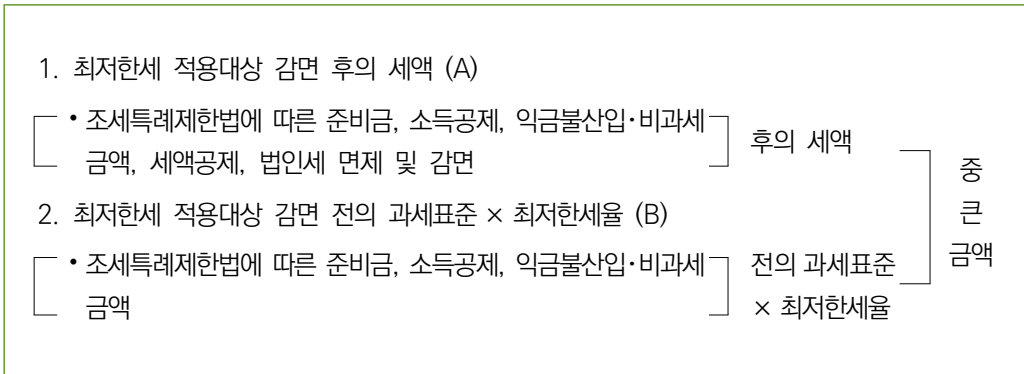 1. 최저한세 적용대상 감면 후의 세액 (A)
• 조세특례제한법에 따른 준비금, 소득공제, 익금불산입·비과세
금액, 세액공제, 법인세 면제 및 감면
후의 세액
2. 최저한세 적용대상 감면 전의 과세표준 × 최저한세율 (B)
• 조세특례제한법에 따른 준비금, 소득공제, 익금불산입·비과세
금액
전의 과세표준
× 최저한세율
중
큰
금액